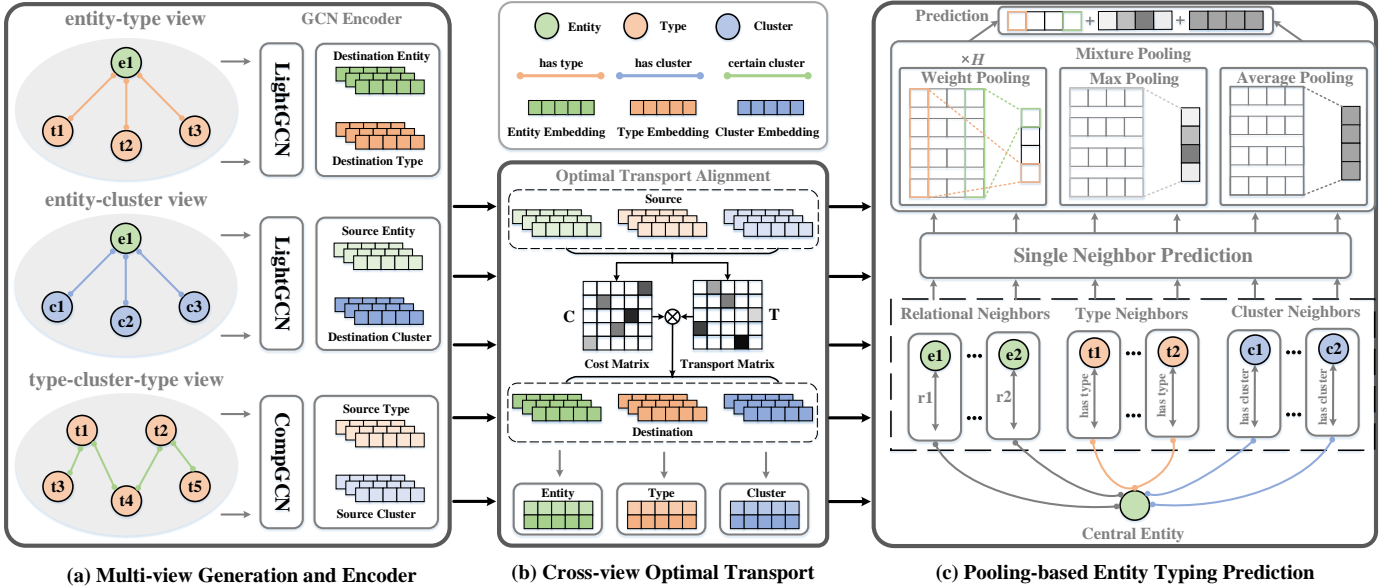 entity-type view
GCN Encoder
e1
t1
t2
t3
LightGCN
Destination Entity
Destination Type
entity-cluster view
e1
c1
c2
c3
LightGCN
Source Entity
Destination Cluster
type-cluster-type view
t1
t2
t3
t4
t5
CompGCN
Source Type
Source Cluster
(a) Multi-view Generation and Encoder
Entity
Type
Cluster
has type
has cluster
certain cluster
Entity Embedding
Type Embedding
Cluster Embedding
Optimal Transport Alignment
Source
C
T
Cost Matrix
Transport Matrix
Destination
Entity
Type
Cluster
(b) Cross-view Optimal Transport
Prediction
+
+
Mixture Pooling
×H
Weight Pooling
Max Pooling
Average Pooling
Single Neighbor Prediction
Relational Neighbors
Type Neighbors
Cluster Neighbors
e1
...
e2
t1
...
t2
c1
...
c2
r1
...
r2
has type
...
has type
has cluster
...
has cluster
Central Entity
(c) Pooling-based Entity Typing Prediction